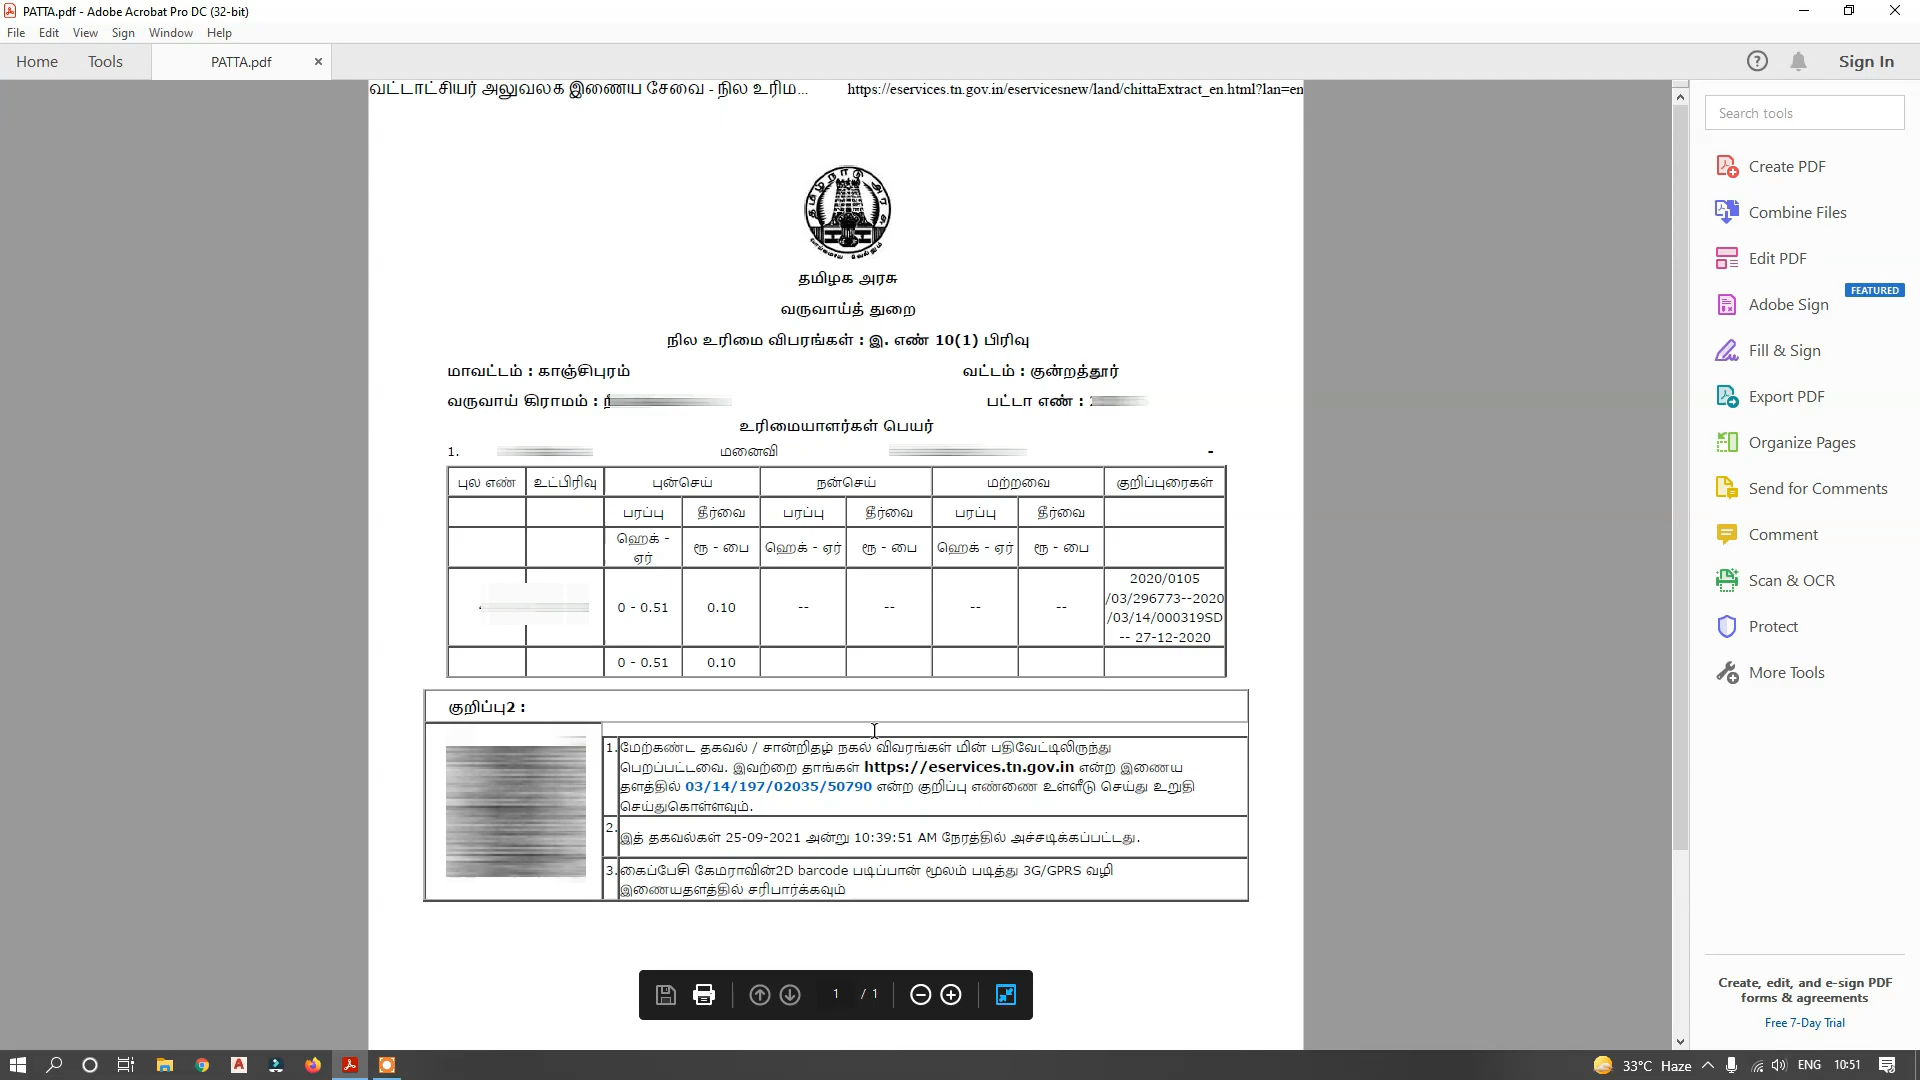 PATTA.pdf - Adobe Acrobat Pro DC (32-bit)
File Edit View Sign Window Help
Home Tools PATTA.pdf × Sign In
வட்டாட்சியர் அலுவலக இணைய சேவை - நில உரிம... https://eservices.tn.gov.in/eservicesnew/land/chittaExtract_en.html?lan=en
தமிழ்நாடு அரசு
வாய்மையே வெல்லும்
தமிழக அரசு
வருவாய்த் துறை
நில உரிமை விபரங்கள் : இ. எண் 10(1) பிரிவு
மாவட்டம் : காஞ்சிபுரம் வட்டம் : குன்றத்தூர்
வருவாய் கிராமம் : பட்டா எண் :
உரிமையாளர்கள் பெயர்
1. மனைவி -
புல எண் உட்பிரிவு புன்செய் நன்செய் மற்றவை குறிப்புரைகள்
பரப்பு தீர்வை பரப்பு தீர்வை பரப்பு தீர்வை
ஹெக் - ஏர் ரூ - பை ஹெக் - ஏர் ரூ - பை ஹெக் - ஏர் ரூ - பை
0 - 0.51 0.10 -- -- -- -- 2020/0105
/03/296773--2020
/03/14/000319SD
-- 27-12-2020
0 - 0.51 0.10
குறிப்பு2 :
1. மேற்கண்ட தகவல் / சான்றிதழ் நகல் விவரங்கள் மின் பதிவேட்டிலிருந்து
பெறப்பட்டவை. இவற்றை தாங்கள் https://eservices.tn.gov.in என்ற இணைய
தளத்தில் 03/14/197/02035/50790 என்ற குறிப்பு எண்ணை உள்ளீடு செய்து உறுதி
செய்துகொள்ளவும்.
2. இத் தகவல்கள் 25-09-2021 அன்று 10:39:51 AM நேரத்தில் அச்சடிக்கப்பட்டது.
3. கைப்பேசி கேமராவின்2D barcode படிப்பான் மூலம் படித்து 3G/GPRS வழி
இணையதளத்தில் சரிபார்க்கவும்
1 / 1
Search tools
Create PDF
Combine Files
Edit PDF
FEATURED
Adobe Sign
Fill & Sign
Export PDF
Organize Pages
Send for Comments
Comment
Scan & OCR
Protect
More Tools
Create, edit, and e-sign PDF
forms & agreements
Free 7-Day Trial
33°C Haze ENG 10:51